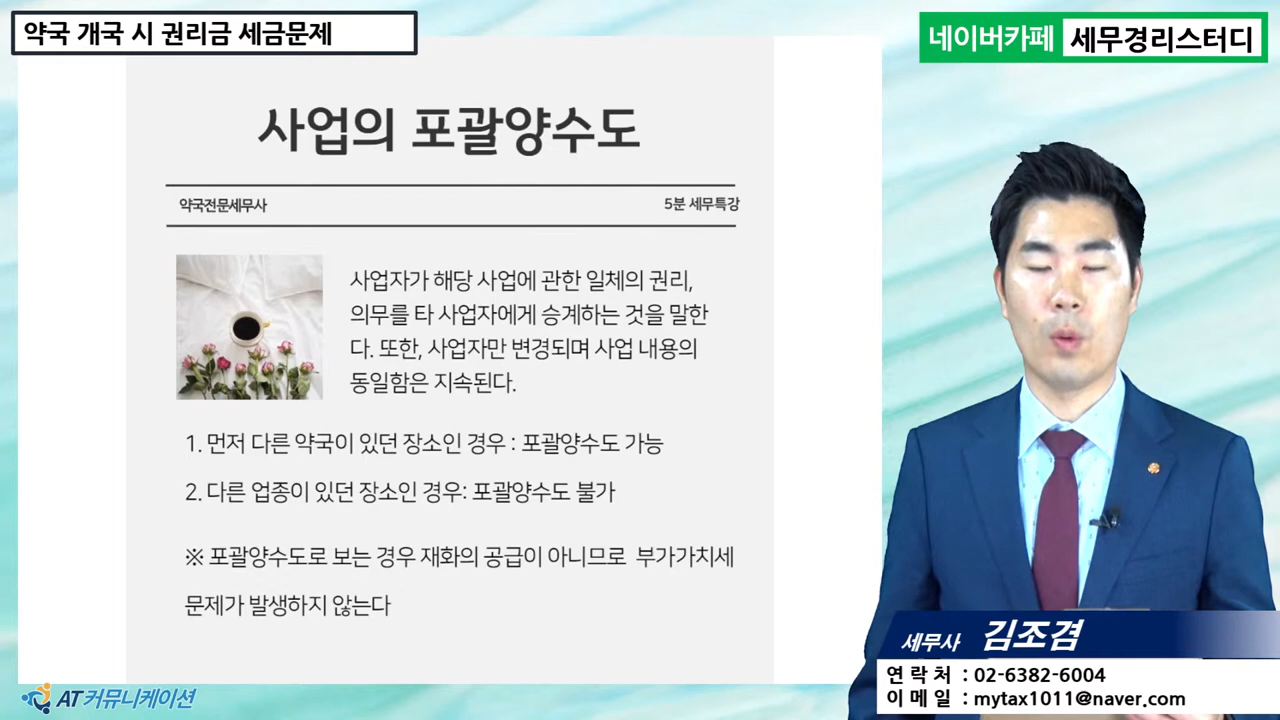 약국 개국 시 권리금 세금문제
네이버카페 세무경리스터디
사업의 포괄양수도
약국전문세무사
5분 세무특강
사업자가 해당 사업에 관한 일체의 권리,
의무를 타 사업자에게 승계하는 것을 말한
다. 또한, 사업자만 변경되며 사업 내용의
동일함은 지속된다.
1. 먼저 다른 약국이 있던 장소인 경우 : 포괄양수도 가능
2. 다른 업종이 있던 장소인 경우: 포괄양수도 불가
※ 포괄양수도로 보는 경우 재화의 공급이 아니므로 부가가치세
문제가 발생하지 않는다
세무사 김조겸
연 락 처 : 02-6382-6004
이 메 일 : mytax1011@naver.com
AT커뮤니케이션